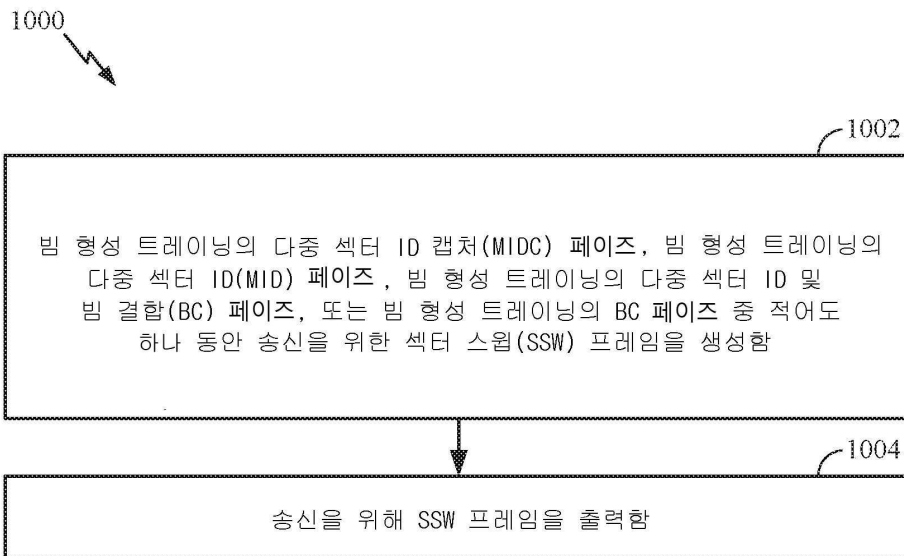 1000
1002
빔 형성 트레이닝의 다중 섹터 ID 캡처(MIDC) 페이즈, 빔 형성 트레이닝의
다중 섹터 ID(MID) 페이즈, 빔 형성 트레이닝의 다중 섹터 ID 및
빔 결합(BC) 페이즈, 또는 빔 형성 트레이닝의 BC 페이즈 중 적어도
하나 동안 송신을 위한 섹터 스윕(SSW) 프레임을 생성함
1004
송신을 위해 SSW 프레임을 출력함